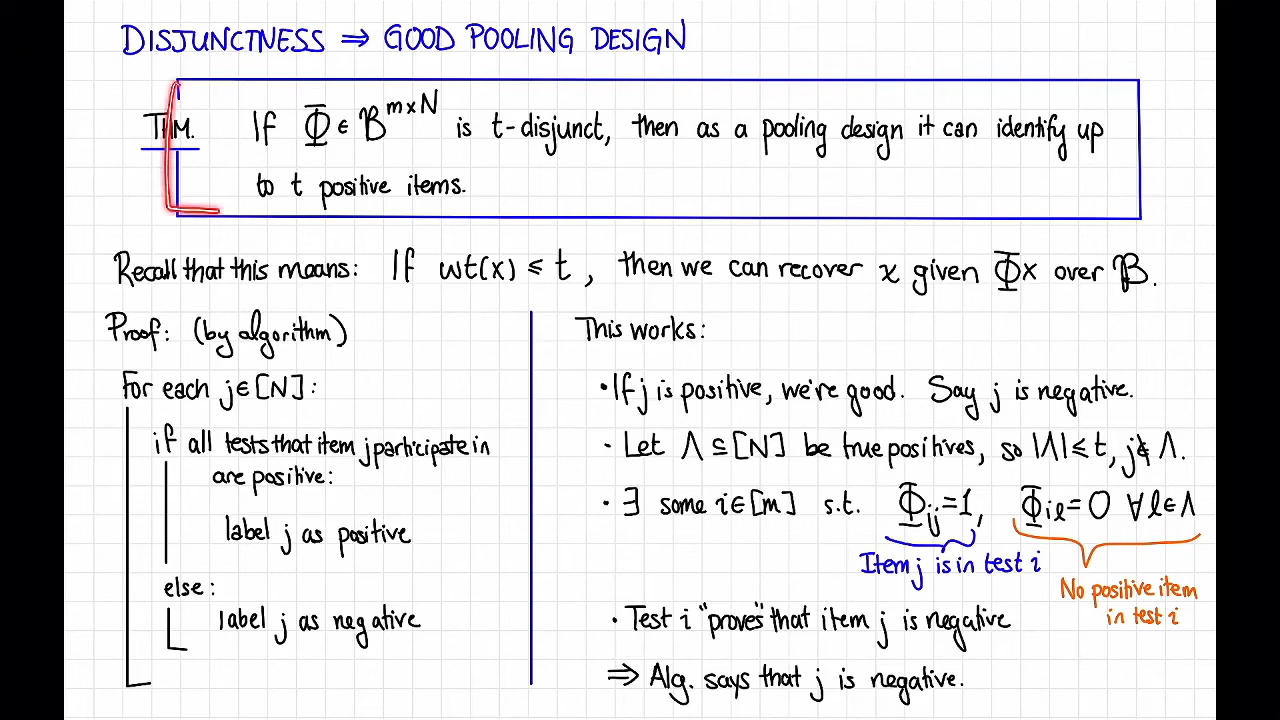 DISJUNCTNESS ⇒ GOOD POOLING DESIGN
THM. If Φ ∈ B^{m×N} is t-disjunct, then as a pooling design it can identify up
to t positive items.
Recall that this means: If wt(x) ≤ t, then we can recover x given Φx over B.
Proof: (by algorithm)
For each j∈[N]:
if all tests that item j participate in
are positive:
label j as positive
else:
label j as negative
This works:
• If j is positive, we're good. Say j is negative.
• Let Λ ⊆ [N] be true positives, so |Λ| ≤ t, j ∉ Λ.
• ∃ some i∈[m] s.t. Φ_{ij}=1, Φ_{iℓ}=0 ∀ℓ∈Λ
Item j is in test i
No positive item
in test i
• Test i "proves" that item j is negative
⇒ Alg. says that j is negative.